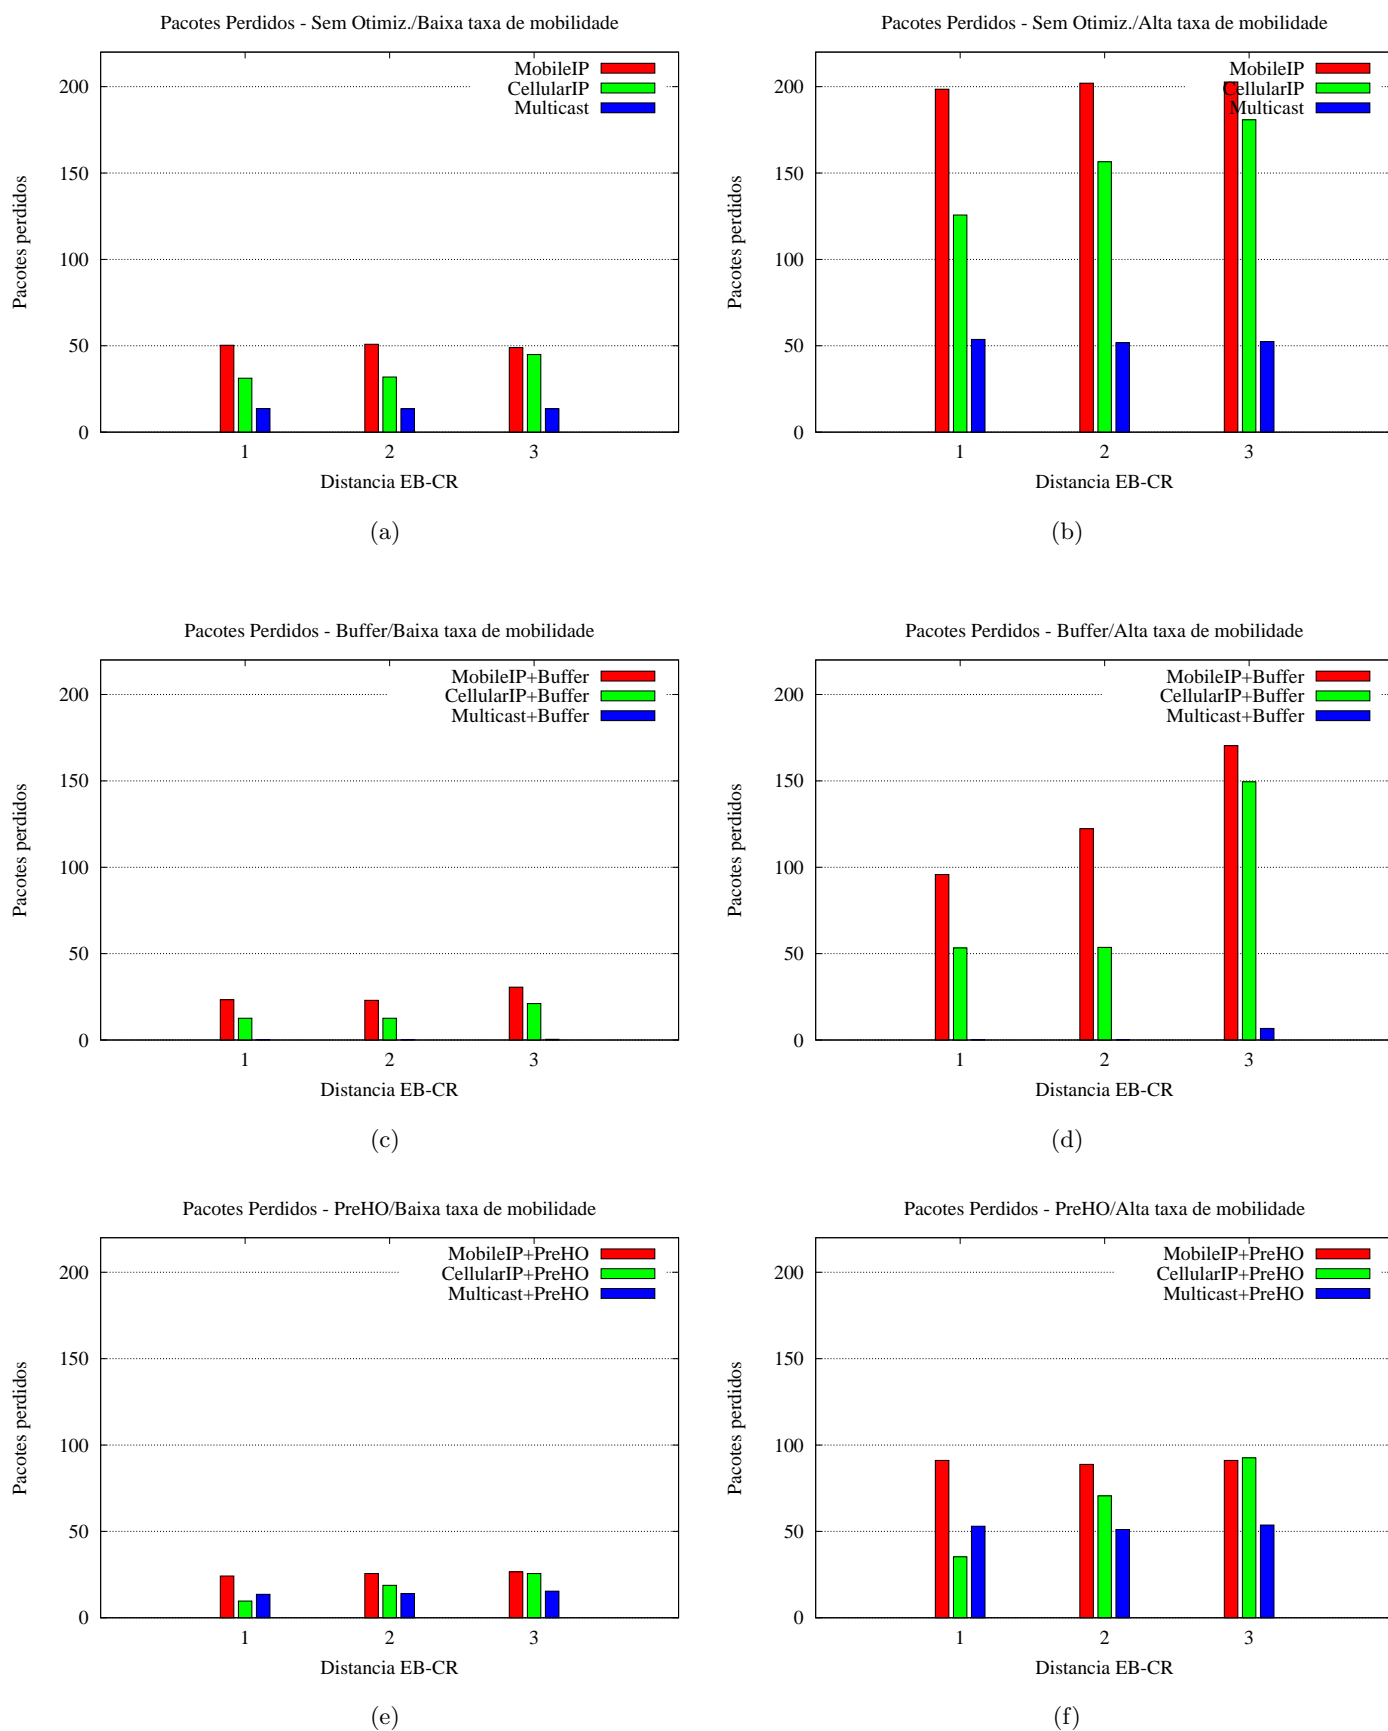 Pacotes Perdidos - Sem Otimiz./Baixa taxa de mobilidade
MobileIP
CellularIP
Multicast
200
150
100
50
0
Pacotes perdidos
1 2 3
Distancia EB-CR
(a)
Pacotes Perdidos - Sem Otimiz./Alta taxa de mobilidade
MobileIP
CellularIP
Multicast
200
150
100
50
0
Pacotes perdidos
1 2 3
Distancia EB-CR
(b)
Pacotes Perdidos - Buffer/Baixa taxa de mobilidade
MobileIP+Buffer
CellularIP+Buffer
Multicast+Buffer
200
150
100
50
0
Pacotes perdidos
1 2 3
Distancia EB-CR
(c)
Pacotes Perdidos - Buffer/Alta taxa de mobilidade
MobileIP+Buffer
CellularIP+Buffer
Multicast+Buffer
200
150
100
50
0
Pacotes perdidos
1 2 3
Distancia EB-CR
(d)
Pacotes Perdidos - PreHO/Baixa taxa de mobilidade
MobileIP+PreHO
CellularIP+PreHO
Multicast+PreHO
200
150
100
50
0
Pacotes perdidos
1 2 3
Distancia EB-CR
(e)
Pacotes Perdidos - PreHO/Alta taxa de mobilidade
MobileIP+PreHO
CellularIP+PreHO
Multicast+PreHO
200
150
100
50
0
Pacotes perdidos
1 2 3
Distancia EB-CR
(f)